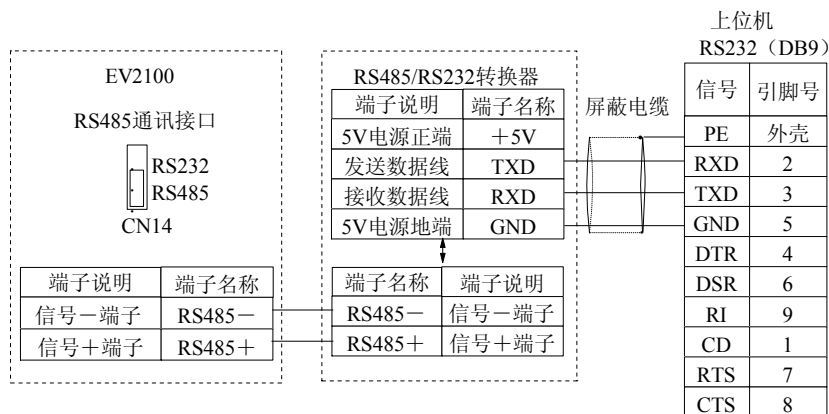 上位机
RS232（DB9）
EV2100
RS485通讯接口
RS232
RS485
CN14
端子说明 端子名称
信号－端子 RS485－
信号＋端子 RS485＋
RS485/RS232转换器
端子说明 端子名称
5V电源正端 ＋5V
发送数据线 TXD
接收数据线 RXD
5V电源地端 GND
端子名称 端子说明
RS485－ 信号－端子
RS485＋ 信号＋端子
屏蔽电缆
信号 引脚号
PE 外壳
RXD 2
TXD 3
GND 5
DTR 4
DSR 6
RI 9
CD 1
RTS 7
CTS 8